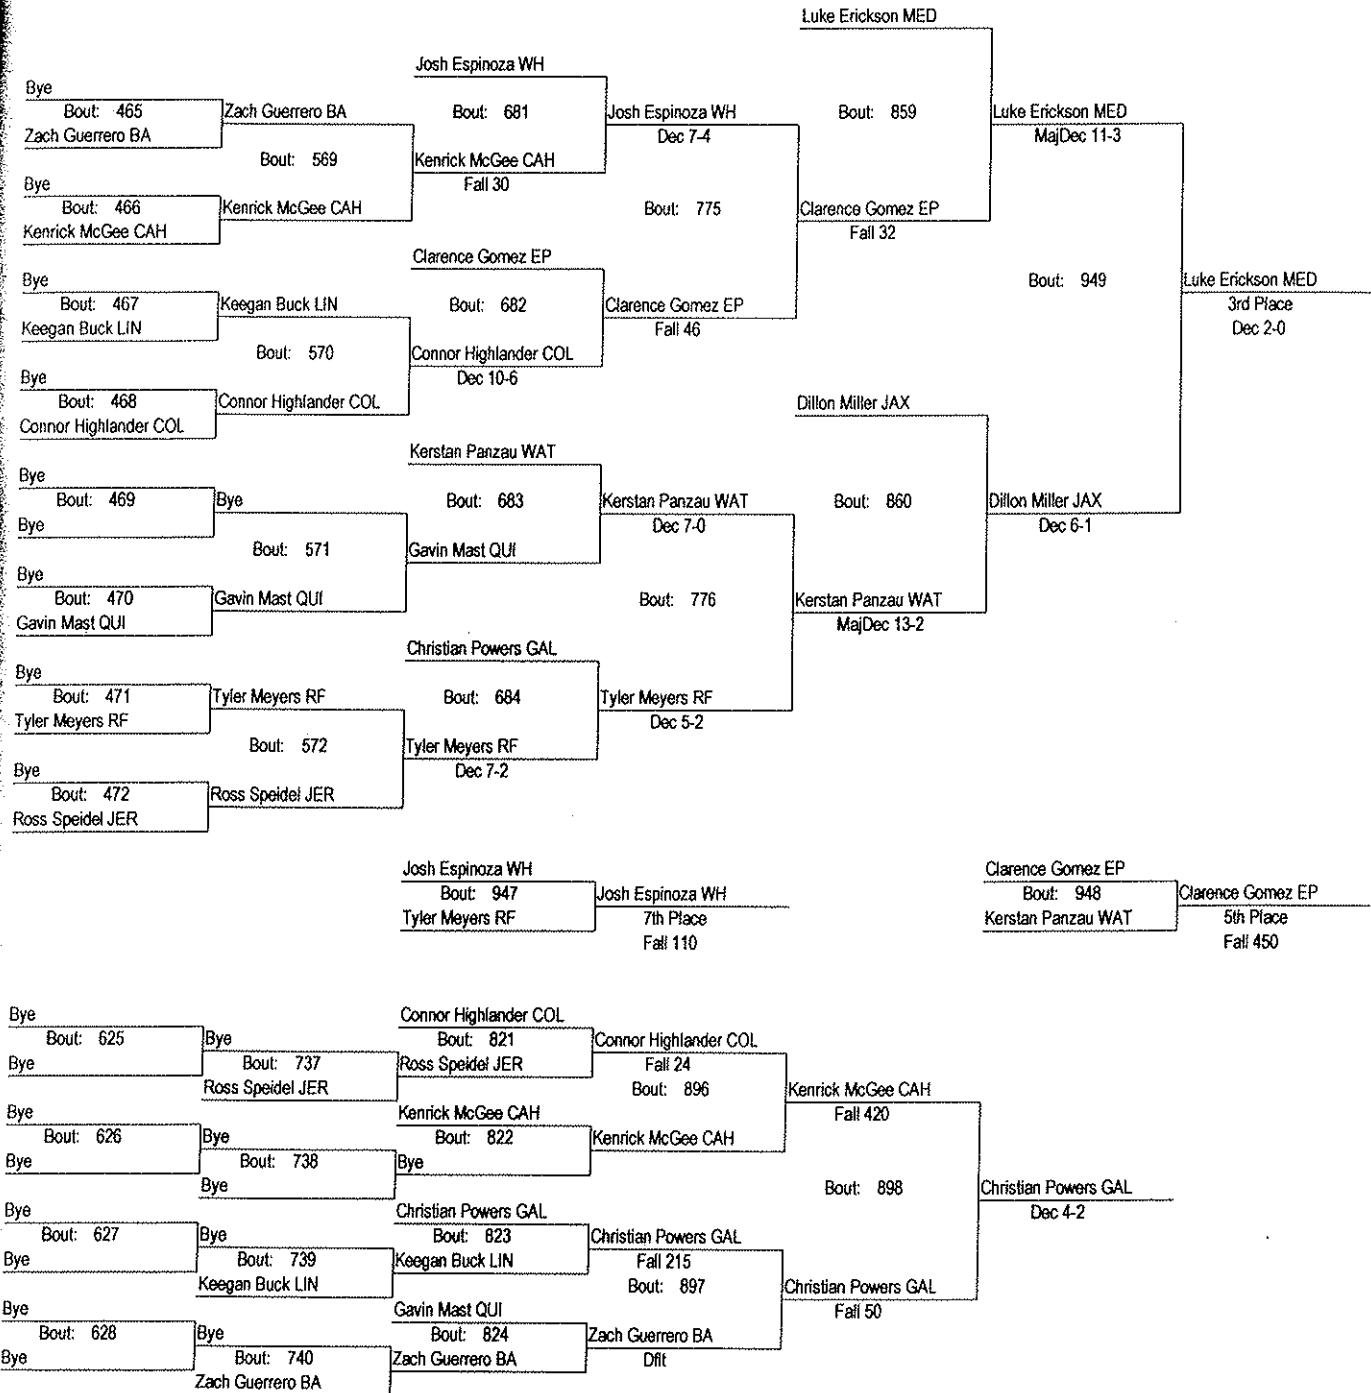 Luke Erickson MED
Josh Espinoza WH
Bye
Bout: 465
Zach Guerrero BA
Zach Guerrero BA
Bout: 681
Josh Espinoza WH
Dec 7-4
Bout: 859
Luke Erickson MED
MajDec 11-3
Bout: 569
Kenrick McGee CAH
Fall 30
Bye
Bout: 466
Kenrick McGee CAH
Kenrick McGee CAH
Bout: 775
Clarence Gomez EP
Fall 32
Clarence Gomez EP
Bye
Bout: 467
Keegan Buck LIN
Keegan Buck LIN
Bout: 682
Clarence Gomez EP
Fall 46
Bout: 949
Luke Erickson MED
3rd Place
Dec 2-0
Bout: 570
Connor Highlander COL
Dec 10-6
Bye
Bout: 468
Connor Highlander COL
Connor Highlander COL
Dillon Miller JAX
Kerstan Panzau WAT
Bye
Bout: 469
Bye
Bye
Bout: 683
Kerstan Panzau WAT
Dec 7-0
Bout: 860
Dillon Miller JAX
Dec 6-1
Bout: 571
Gavin Mast QUI
Bye
Bout: 470
Gavin Mast QUI
Gavin Mast QUI
Bout: 776
Kerstan Panzau WAT
MajDec 13-2
Christian Powers GAL
Bye
Bout: 471
Tyler Meyers RF
Tyler Meyers RF
Bout: 684
Tyler Meyers RF
Dec 5-2
Bout: 572
Tyler Meyers RF
Dec 7-2
Bye
Bout: 472
Ross Speidel JER
Ross Speidel JER
Josh Espinoza WH
Bout: 947
Tyler Meyers RF
Josh Espinoza WH
7th Place
Fall 110
Clarence Gomez EP
Bout: 948
Kerstan Panzau WAT
Clarence Gomez EP
5th Place
Fall 450
Bye
Bout: 625
Bye
Bye
Bout: 737
Ross Speidel JER
Connor Highlander COL
Bout: 821
Ross Speidel JER
Connor Highlander COL
Fall 24
Bout: 896
Kenrick McGee CAH
Fall 420
Bye
Bout: 626
Bye
Bye
Bout: 738
Bye
Kenrick McGee CAH
Bout: 822
Bye
Kenrick McGee CAH
Bout: 898
Christian Powers GAL
Dec 4-2
Bye
Bout: 627
Bye
Bye
Bout: 739
Keegan Buck LIN
Christian Powers GAL
Bout: 823
Keegan Buck LIN
Christian Powers GAL
Fall 215
Bout: 897
Christian Powers GAL
Fall 50
Bye
Bout: 628
Bye
Bye
Bout: 740
Zach Guerrero BA
Gavin Mast QUI
Bout: 824
Zach Guerrero BA
Zach Guerrero BA
Dflt